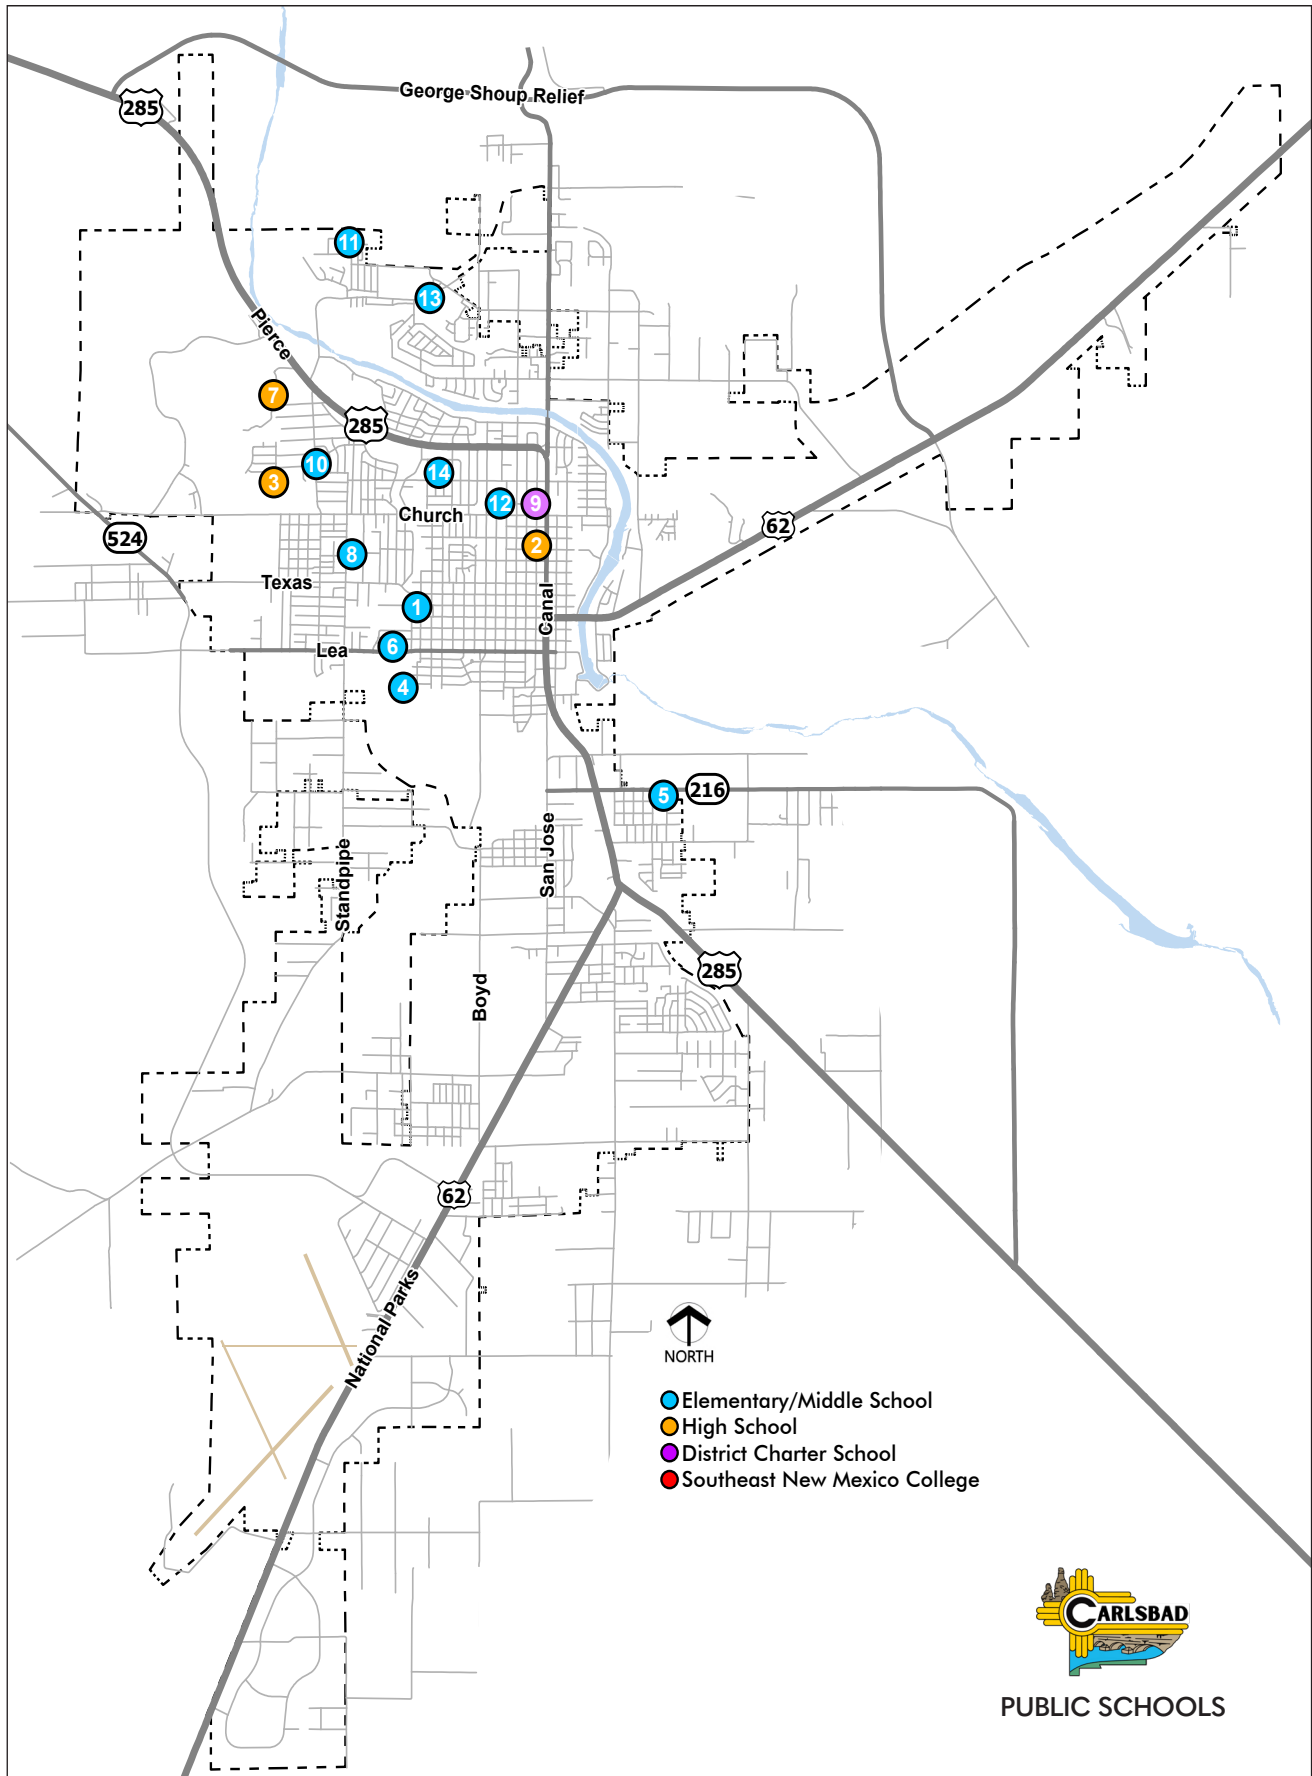 George Shoup Relief
285
11
13
Pierce
7
285
10
14
3
12
9
Church
62
524
2
8
Texas
1
Canal
6
Lea
4
216
5
San Jose
Standpipe
285
Boyd
62
National Parks
NORTH
Elementary/Middle School
High School
District Charter School
Southeast New Mexico College
CARLSBAD
PUBLIC SCHOOLS